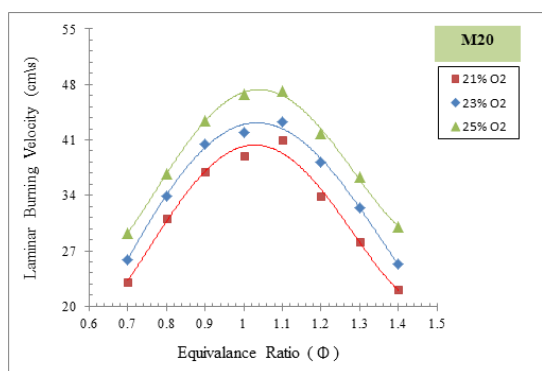 M20
21% O2
23% O2
25% O2
Laminar Burning Velocity (cm\s)
55
48
41
34
27
20
0.6 0.7 0.8 0.9 1 1.1 1.2 1.3 1.4 1.5
Equivalance Ratio ( Φ )